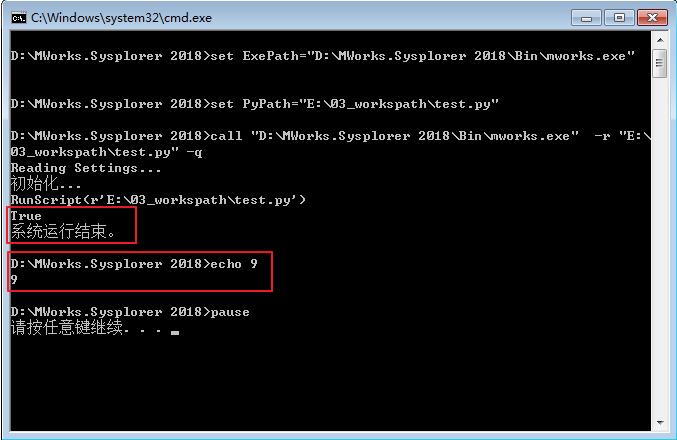 C:\Windows\system32\cmd.exe
D:\MWorks.Sysplorer 2018>set ExePath="D:\MWorks.Sysplorer 2018\Bin\mworks.exe"
D:\MWorks.Sysplorer 2018>set PyPath="E:\03_workspath\test.py"
D:\MWorks.Sysplorer 2018>call "D:\MWorks.Sysplorer 2018\Bin\mworks.exe"  -r "E:\
03_workspath\test.py" -q
Reading Settings...
初始化...
RunScript(r'E:\03_workspath\test.py')
True
系统运行结束。
D:\MWorks.Sysplorer 2018>echo 9
9
D:\MWorks.Sysplorer 2018>pause
请按任意键继续. . .